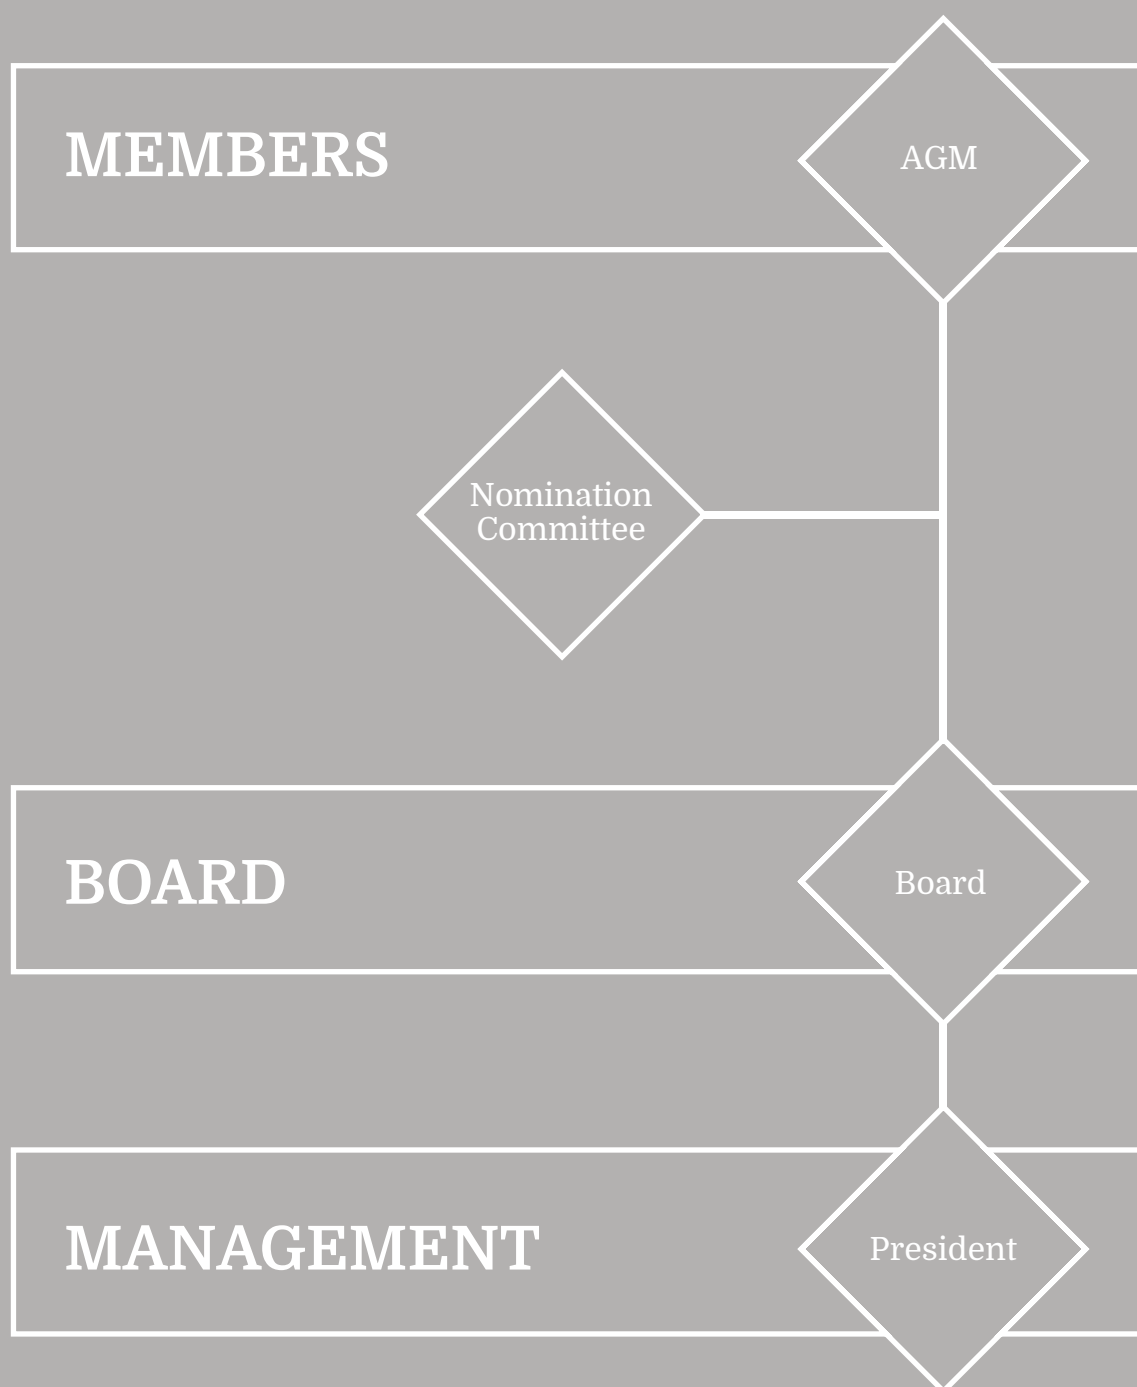 MEMBERS
AGM
Nomination
Committee
BOARD
Board
MANAGEMENT
President